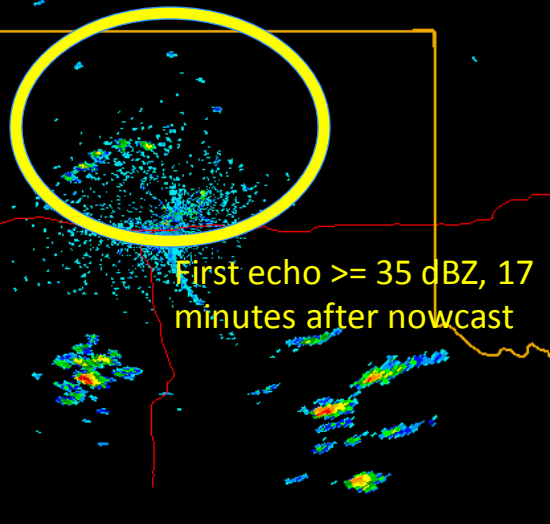 First echo >= 35 dBZ, 17
minutes after nowcast